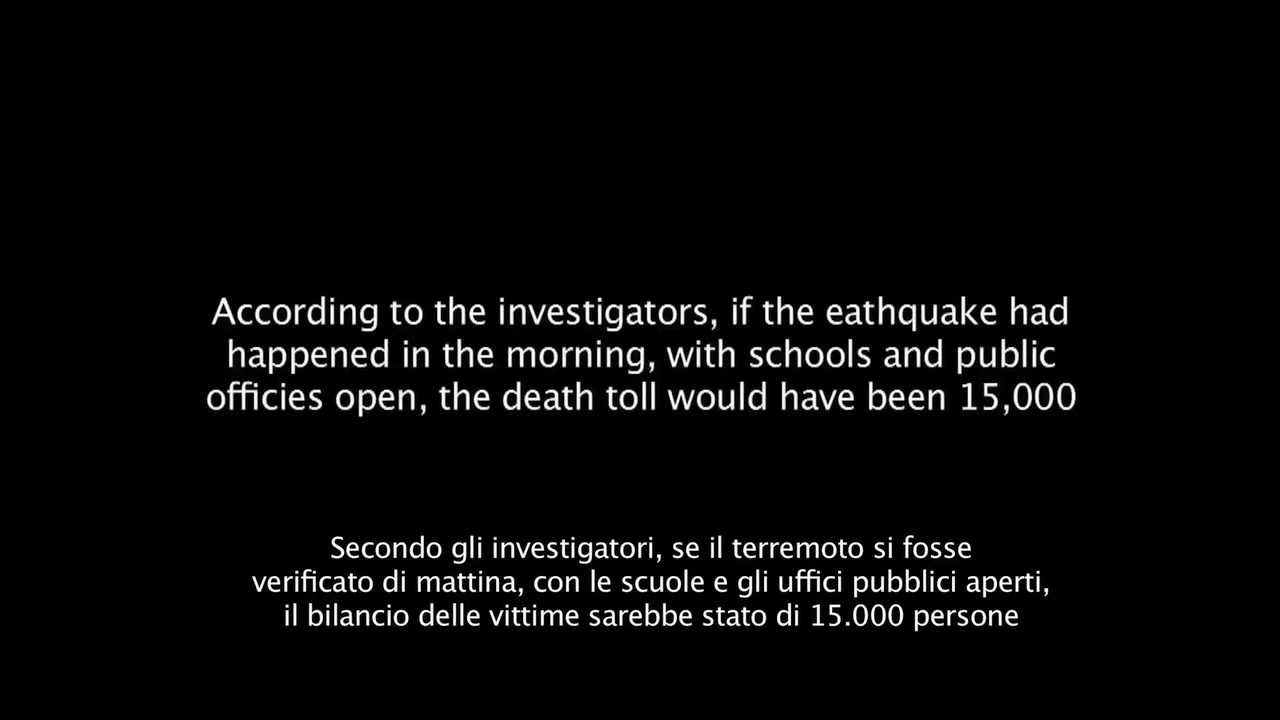 According to the investigators, if the eathquake had
happened in the morning, with schools and public
officies open, the death toll would have been 15,000
Secondo gli investigatori, se il terremoto si fosse
verificato di mattina, con le scuole e gli uffici pubblici aperti,
il bilancio delle vittime sarebbe stato di 15.000 persone